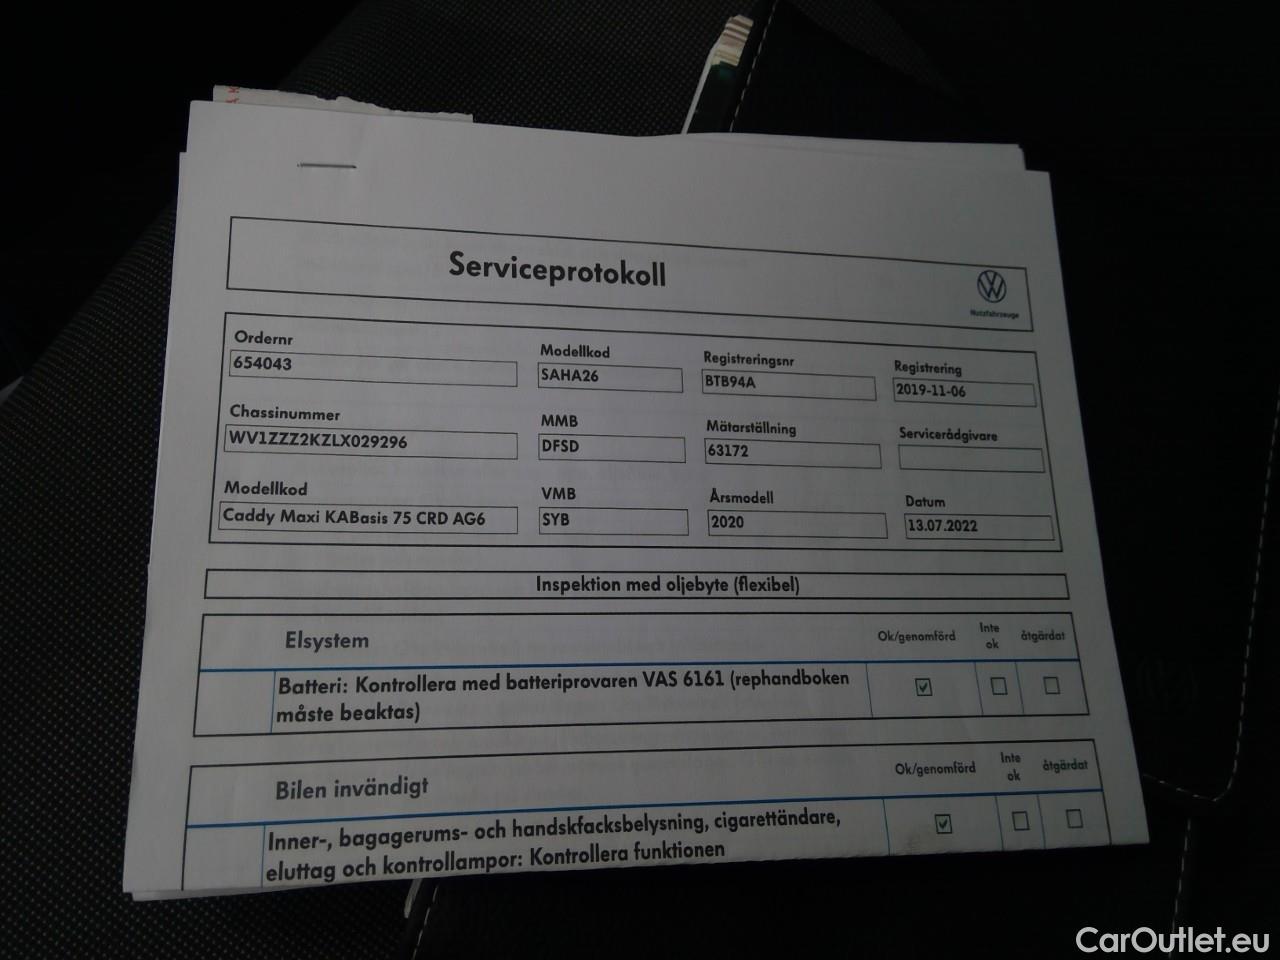 Serviceprotokoll
Nutzfahrzeuge
Ordernr
654043
Modellkod
SAHA26
Registreringsnr
BTB94A
Registrering
2019-11-06
Chassinummer
WV1ZZZ2KZLX029296
MMB
DFSD
Mätarställning
63172
Servicerådgivare
Modellkod
Caddy Maxi KABasis 75 CRD AG6
VMB
SYB
Årsmodell
2020
Datum
13.07.2022
Inspektion med oljebyte (flexibel)
Elsystem
Ok/genomförd
Inte
ok
åtgärdat
Batteri: Kontrollera med batteriprovaren VAS 6161 (rephandboken
måste beaktas)
Bilen invändigt
Ok/genomförd
Inte
ok
åtgärdat
Inner-, bagagerums- och handskfacksbelysning, cigarettändare,
eluttag och kontrollampor: Kontrollera funktionen
CarOutlet.eu